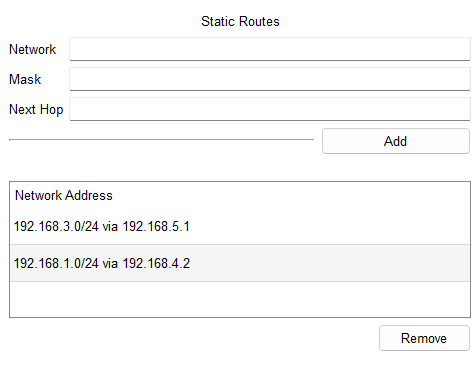 Static Routes
Network
Mask
Next Hop
Add
Network Address
192.168.3.0/24 via 192.168.5.1
192.168.1.0/24 via 192.168.4.2
Remove